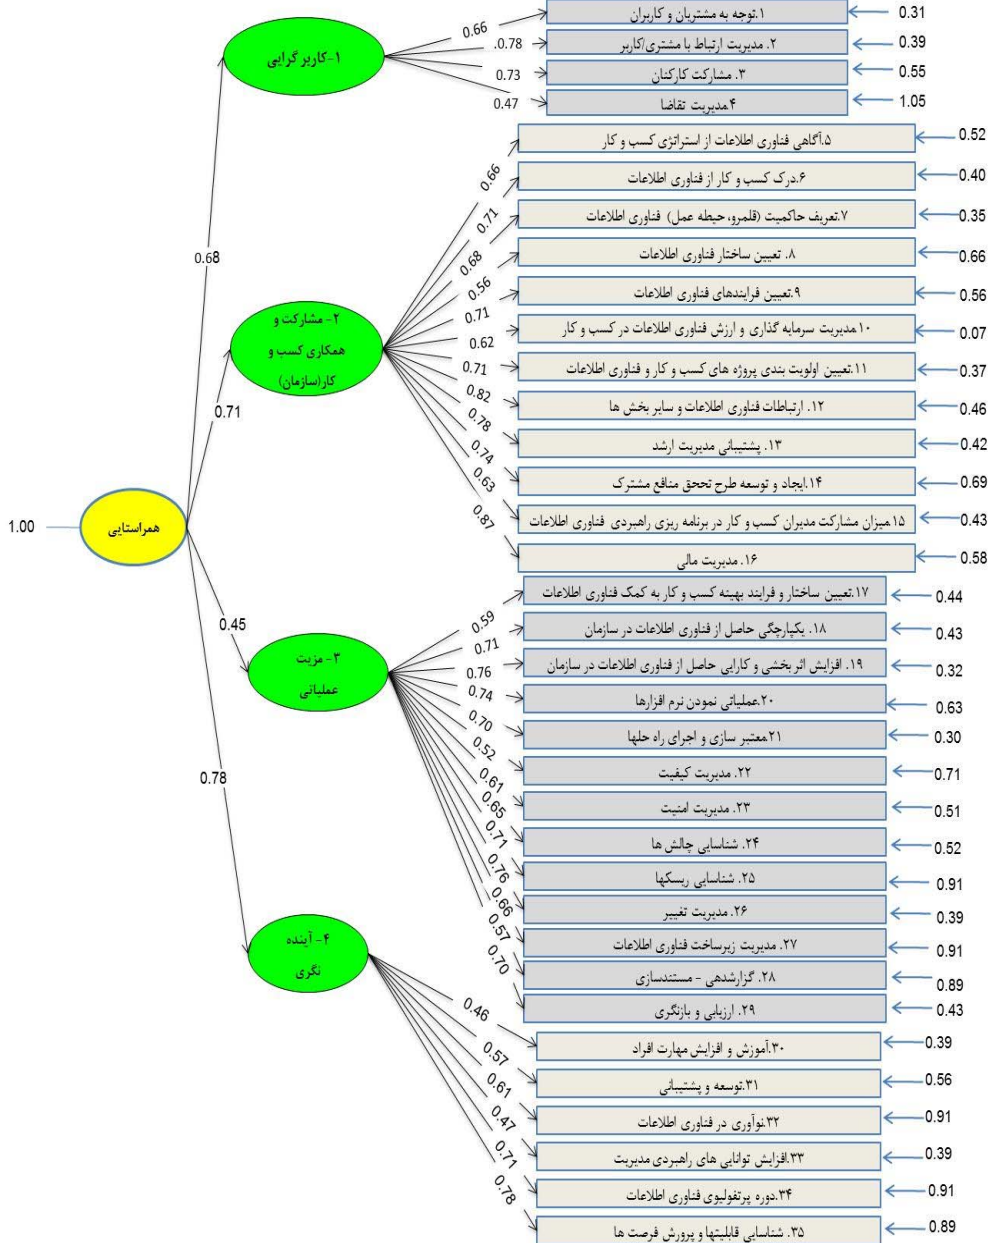 ۱.توجه به مشتریان و کاربران
0.31
0.66
۲. مدیریت ارتباط با مشتری/کاربر
0.39
.0.78
۱-کاربر گرایی
۳. مشارکت کارکنان
0.55
0.73
۴.مدیریت تقاضا
1.05
0.47
۵.آگاهی فناوری اطلاعات از استراتژی کسب و کار
0.52
0.66
۶.درک کسب و کار از فناوری اطلاعات
0.40
0.71
۷.تعریف حاکمیت (قلمرو، حیطه عمل) فناوری اطلاعات
0.35
0.68
۸. تعیین ساختار فناوری اطلاعات
0.66
0.56
0.68
۹.تعیین فرایندهای فناوری اطلاعات
0.56
0.71
۲- مشارکت و
همکاری کسب و
کار(سازمان)
۱۰.مدیریت سرمایه گذاری و ارزش فناوری اطلاعات در کسب و کار
0.07
0.62
۱۱.تعیین اولویت بندی پروژه های کسب و کار و فناوری اطلاعات
0.37
0.71
۱۲. ارتباطات فناوری اطلاعات و سایر بخش ها
0.46
0.82
0.71
۱۳. پشتیبانی مدیریت ارشد
0.42
0.78
۱۴.ایجاد و توسعه طرح تححق منافع مشترک
0.69
0.74
۱۵.میزان مشارکت مدیران کسب و کار در برنامه ریزی راهبردی فناوری اطلاعات
0.43
0.63
۱۶. مدیریت مالی
0.58
0.87
همراستایی
1.00
۱۷.تعیین ساختار و فرایند بهینه کسب و کار به کمک فناوری اطلاعات
0.44
0.59
0.45
۱۸. یکپارچگی حاصل از فناوری اطلاعات در سازمان
0.43
0.71
۱۹. افزایش اثر بخشی و کارایی حاصل از فناوری اطلاعات در سازمان
0.32
0.76
۳- مزیت
عملیاتی
۲۰.عملیاتی نمودن نرم افزارها
0.63
0.74
۲۱.معتبر سازی و اجرای راه حلها
0.30
0.70
۲۲. مدیریت کیفیت
0.71
0.52
0.78
۲۳. مدیریت امنیت
0.51
0.61
۲۴. شناسایی چالش ها
0.52
0.65
۲۵. شناسایی ریسکها
0.91
0.71
۲۶. مدیریت تغییر
0.39
0.76
۲۷. مدیریت زیرساخت فناوری اطلاعات
0.91
0.66
۲۸. گزارشدهی - مستندسازی
0.89
0.57
۲۹. ارزیابی و بازنگری
0.43
0.70
۴- آینده
نگری
۳۰.آموزش و افزایش مهارت افراد
0.39
0.46
۳۱.توسعه و پشتیبانی
0.56
0.57
۳۲.نوآوری در فناوری اطلاعات
0.91
0.61
۳۳.افزایش توانایی های راهبردی مدیریت
0.39
0.47
۳۴.دوره پرتفولیوی فناوری اطلاعات
0.91
0.71
۳۵. شناسایی قابلیتها و پرورش فرصت ها
0.89
0.78